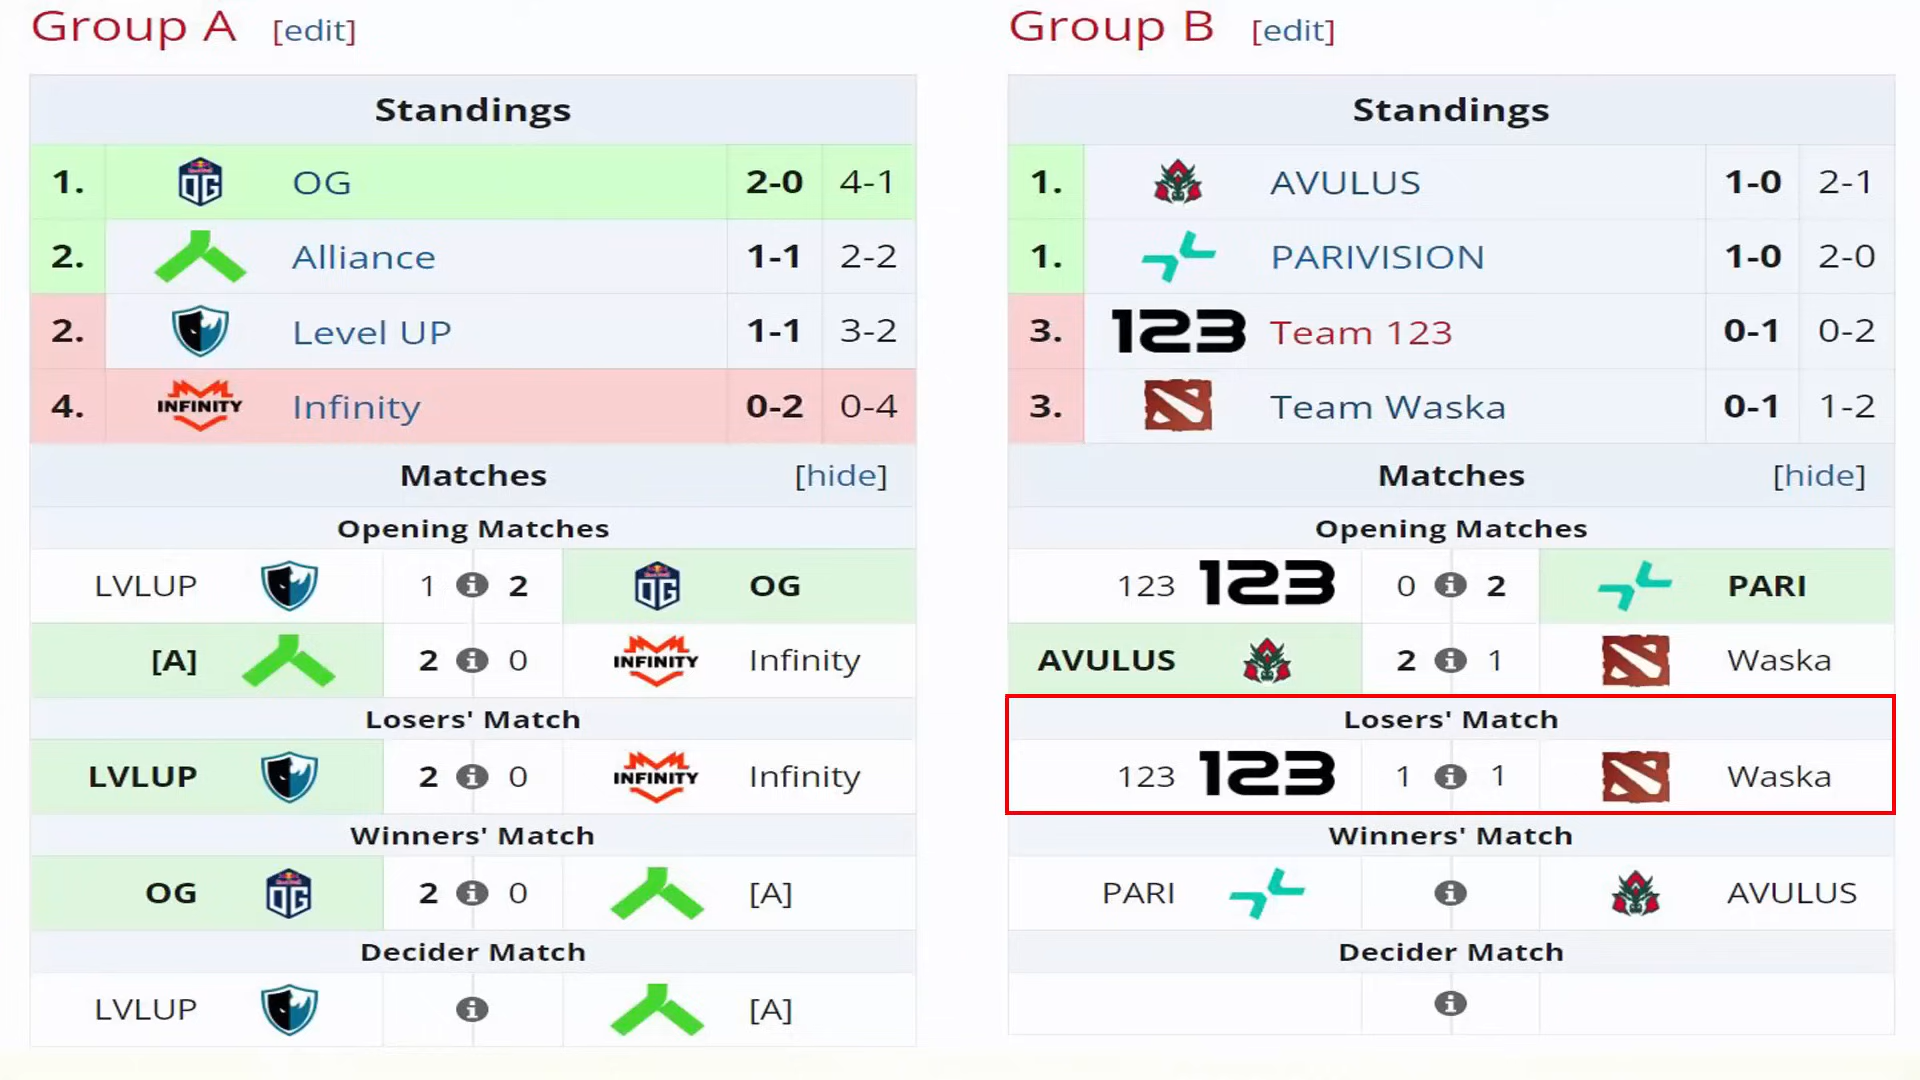 Group A [edit]
Standings
1. OG OG 2-0 4-1
2. Alliance 1-1 2-2
2. Level UP 1-1 3-2
4. INFINITY Infinity 0-2 0-4
Matches [hide]
Opening Matches
LVLUP 1 i 2 OG OG
[A] 2 i 0 INFINITY Infinity
Losers' Match
LVLUP 2 i 0 INFINITY Infinity
Winners' Match
OG OG 2 i 0 [A]
Decider Match
LVLUP i [A]
Group B [edit]
Standings
1. AVULUS 1-0 2-1
1. PARIVISION 1-0 2-0
3. 123 Team 123 0-1 0-2
3. Team Waska 0-1 1-2
Matches [hide]
Opening Matches
123 123 0 i 2 PARI
AVULUS 2 i 1 Waska
Losers' Match
123 123 1 i 1 Waska
Winners' Match
PARI i AVULUS
Decider Match
i